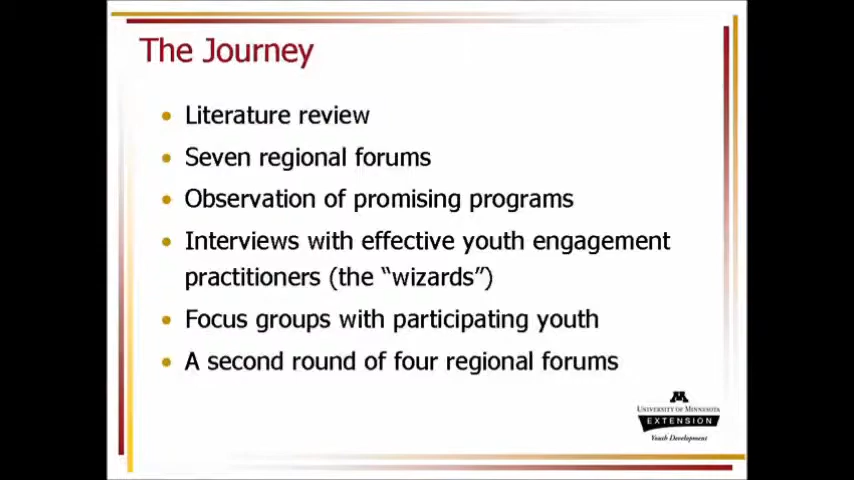 The Journey
• Literature review
• Seven regional forums
• Observation of promising programs
• Interviews with effective youth engagement
practitioners (the “wizards”)
• Focus groups with participating youth
• A second round of four regional forums
M
UNIVERSITY OF MINNESOTA
EXTENSION
Youth Development